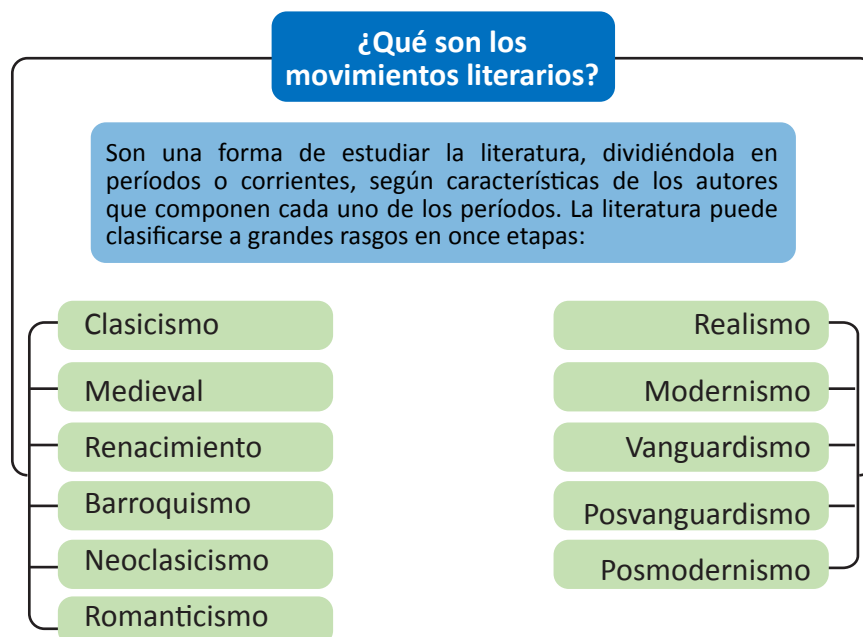 ¿Qué son los
movimientos literarios?
Son una forma de estudiar la literatura, dividiéndola en
períodos o corrientes, según características de los autores
que componen cada uno de los períodos. La literatura puede
clasificarse a grandes rasgos en once etapas:
Clasicismo
Medieval
Renacimiento
Barroquismo
Neoclasicismo
Romanticismo
Realismo
Modernismo
Vanguardismo
Posvanguardismo
Posmodernismo